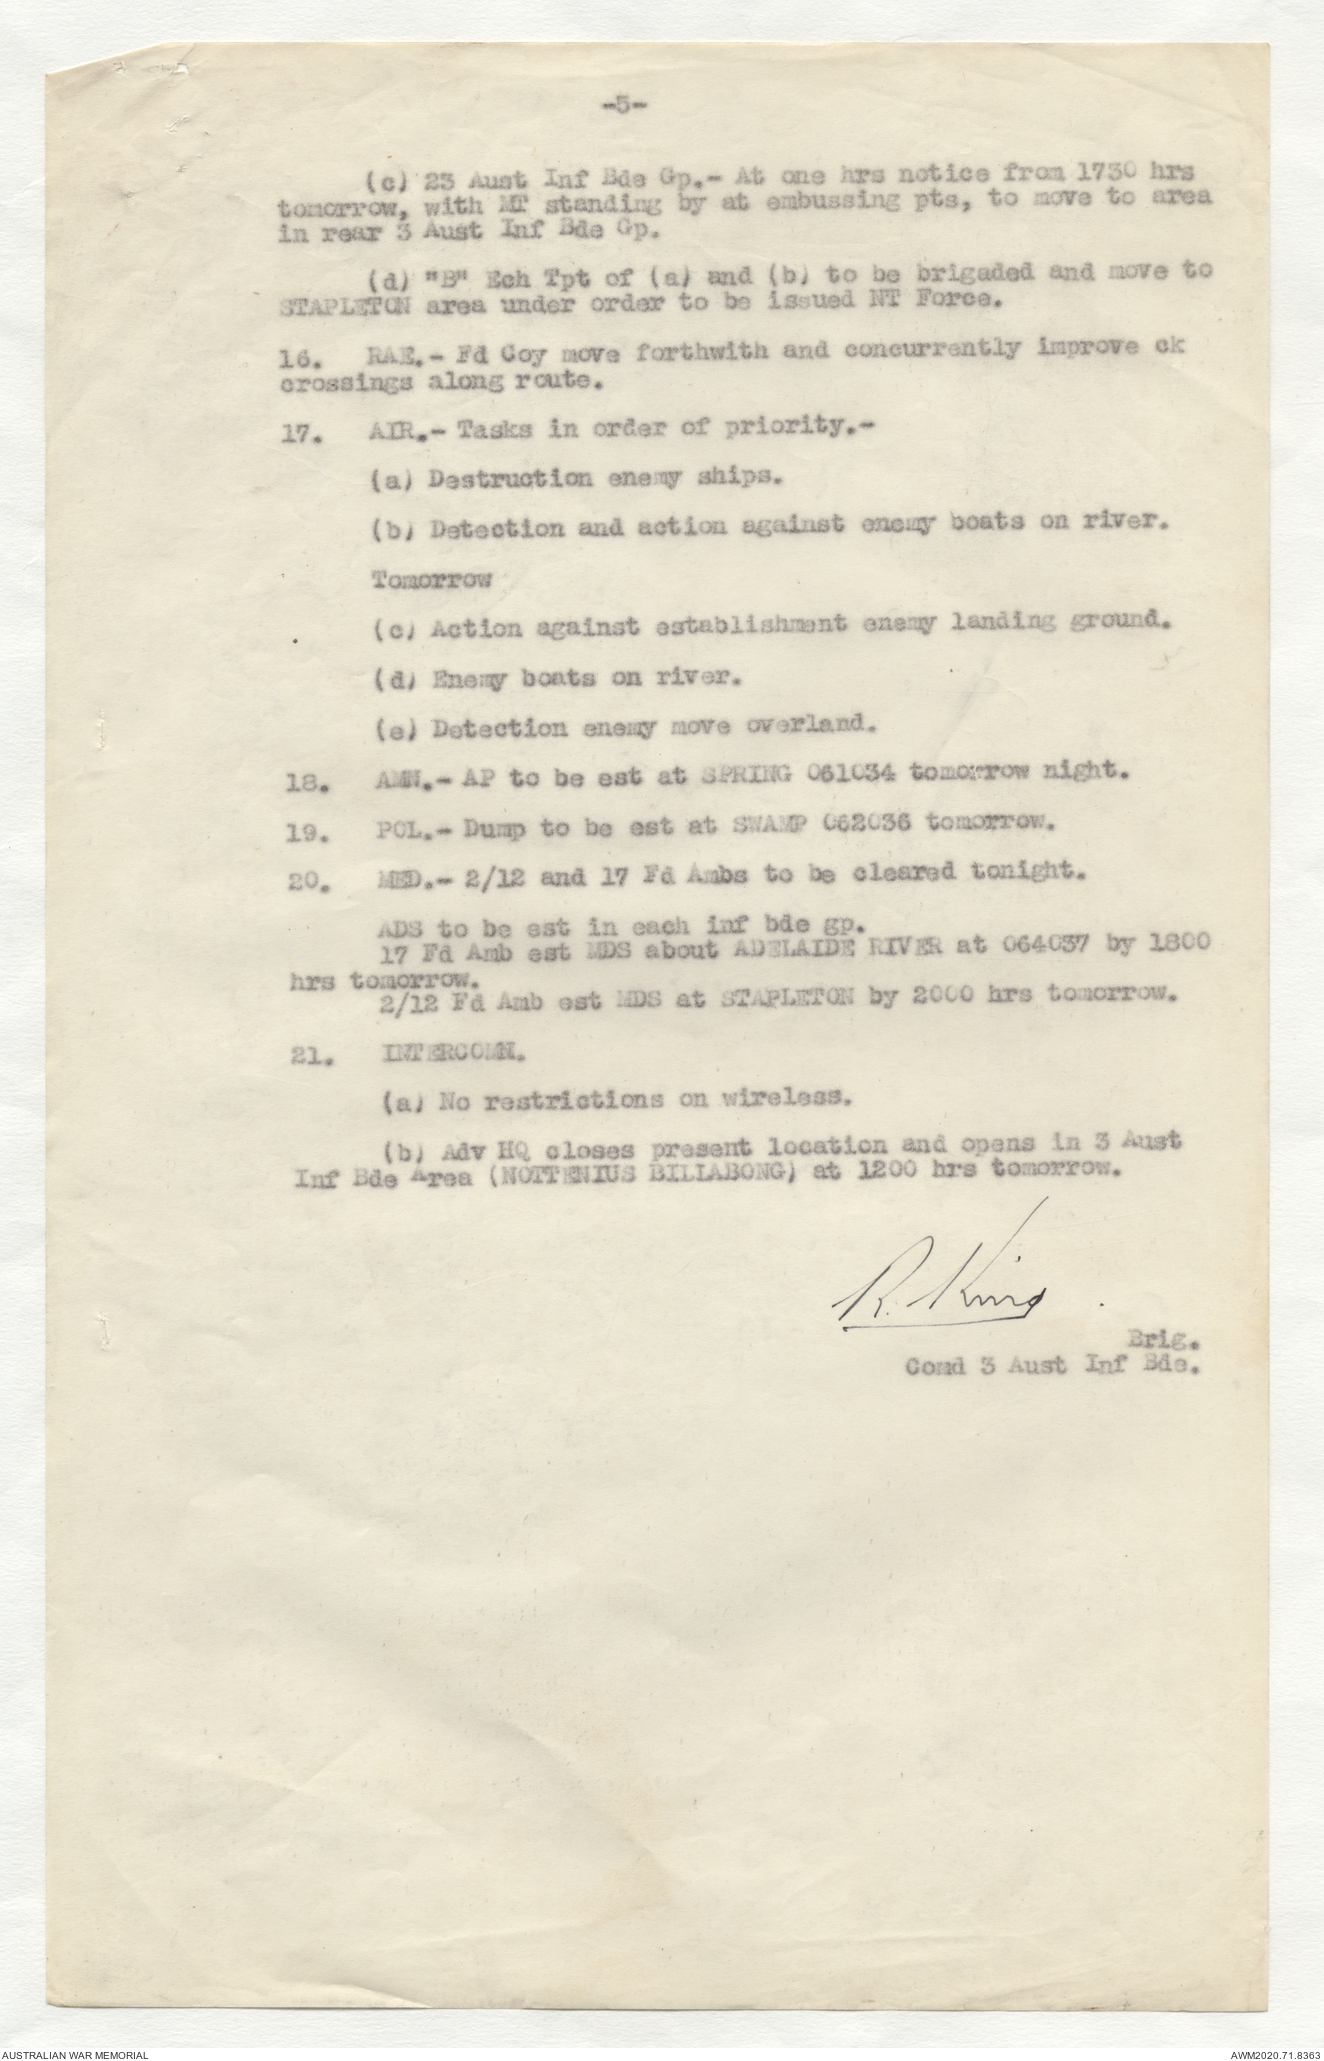 -5-
(c) 23 Aust Inf Bde Gp.- At one hrs notice from 1730 hrs
tomorrow, with MT standing by at embussing pts, to move to area
in rear 3 Aust Inf Bde Gp.
(d) "B" Ech Tpt of (a) and (b) to be brigaded and move to
STAPLETON area under order to be issued NT Force.
16. RAE.- Fd Coy move forthwith and concurrently improve ck
crossings along route.
17. AIR.- Tasks in order of priority.-
(a) Destruction enemy ships.
(b) Detection and action against enemy boats on river.
Tomorrow
(c) Action against establishment enemy landing ground.
(d) Enemy boats on river.
(e) Detection enemy move overland.
18. AMN.- AP to be est at SPRING 061034 tomorrow night.
19. POL.- Dump to be est at SWAMP 062036 tomorrow.
20. MED.- 2/12 and 17 Fd Ambs to be cleared tonight.
ADS to be est in each inf bde gp.
17 Fd Amb est MDS about ADELAIDE RIVER at 064037 by 1800
hrs tomorrow.
2/12 Fd Amb est MDS at STAPLETON by 2000 hrs tomorrow.
21. INTERCOMN.
(a) No restrictions on wireless.
(b) Adv HQ closes present location and opens in 3 Aust
Inf Bde Area (NOTTENIUS BILLABONG) at 1200 hrs tomorrow.
R. King
Brig.
Comd 3 Aust Inf Bde.
AUSTRALIAN WAR MEMORIAL
AWM2020.71.8363